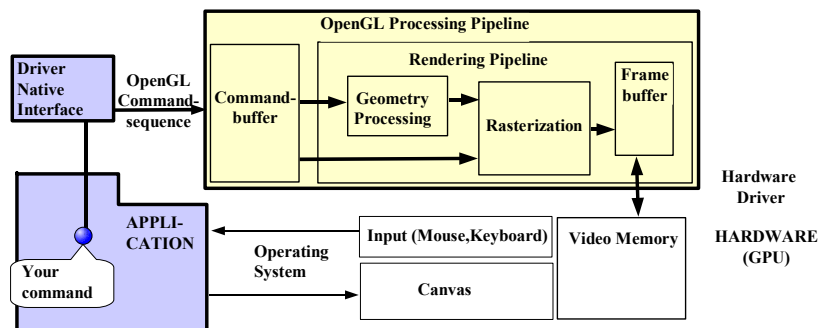 OpenGL Processing Pipeline
Rendering Pipeline
Driver
Native
Interface
OpenGL
Command-
sequence
Command-
buffer
Geometry
Processing
Rasterization
Frame
buffer
Hardware
Driver
APPLI-
CATION
Your
command
Operating
System
Input (Mouse,Keyboard)
Canvas
Video Memory
HARDWARE
(GPU)